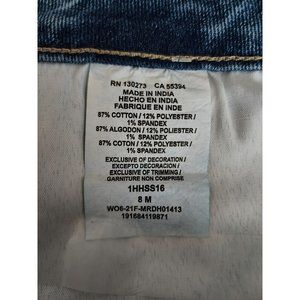 RN 130273 CA 55394
MADE IN INDIA
HECHO EN INDIA
FABRIQUE EN INDE
87% COTTON / 12% POLYESTER /
1% SPANDEX
87% ALGODON / 12% POLIESTER /
1% SPANDEX
87% COTON / 12% POLYESTER /
1% SPANDEX
EXCLUSIVE OF DECORATION /
EXCEPTO DECORACION /
EXCLUSIVE OF TRIMMING /
GARNITURE NON COMPRISE
1HHSS16
8 M
WO6-21F-MRDH01413
191684119871